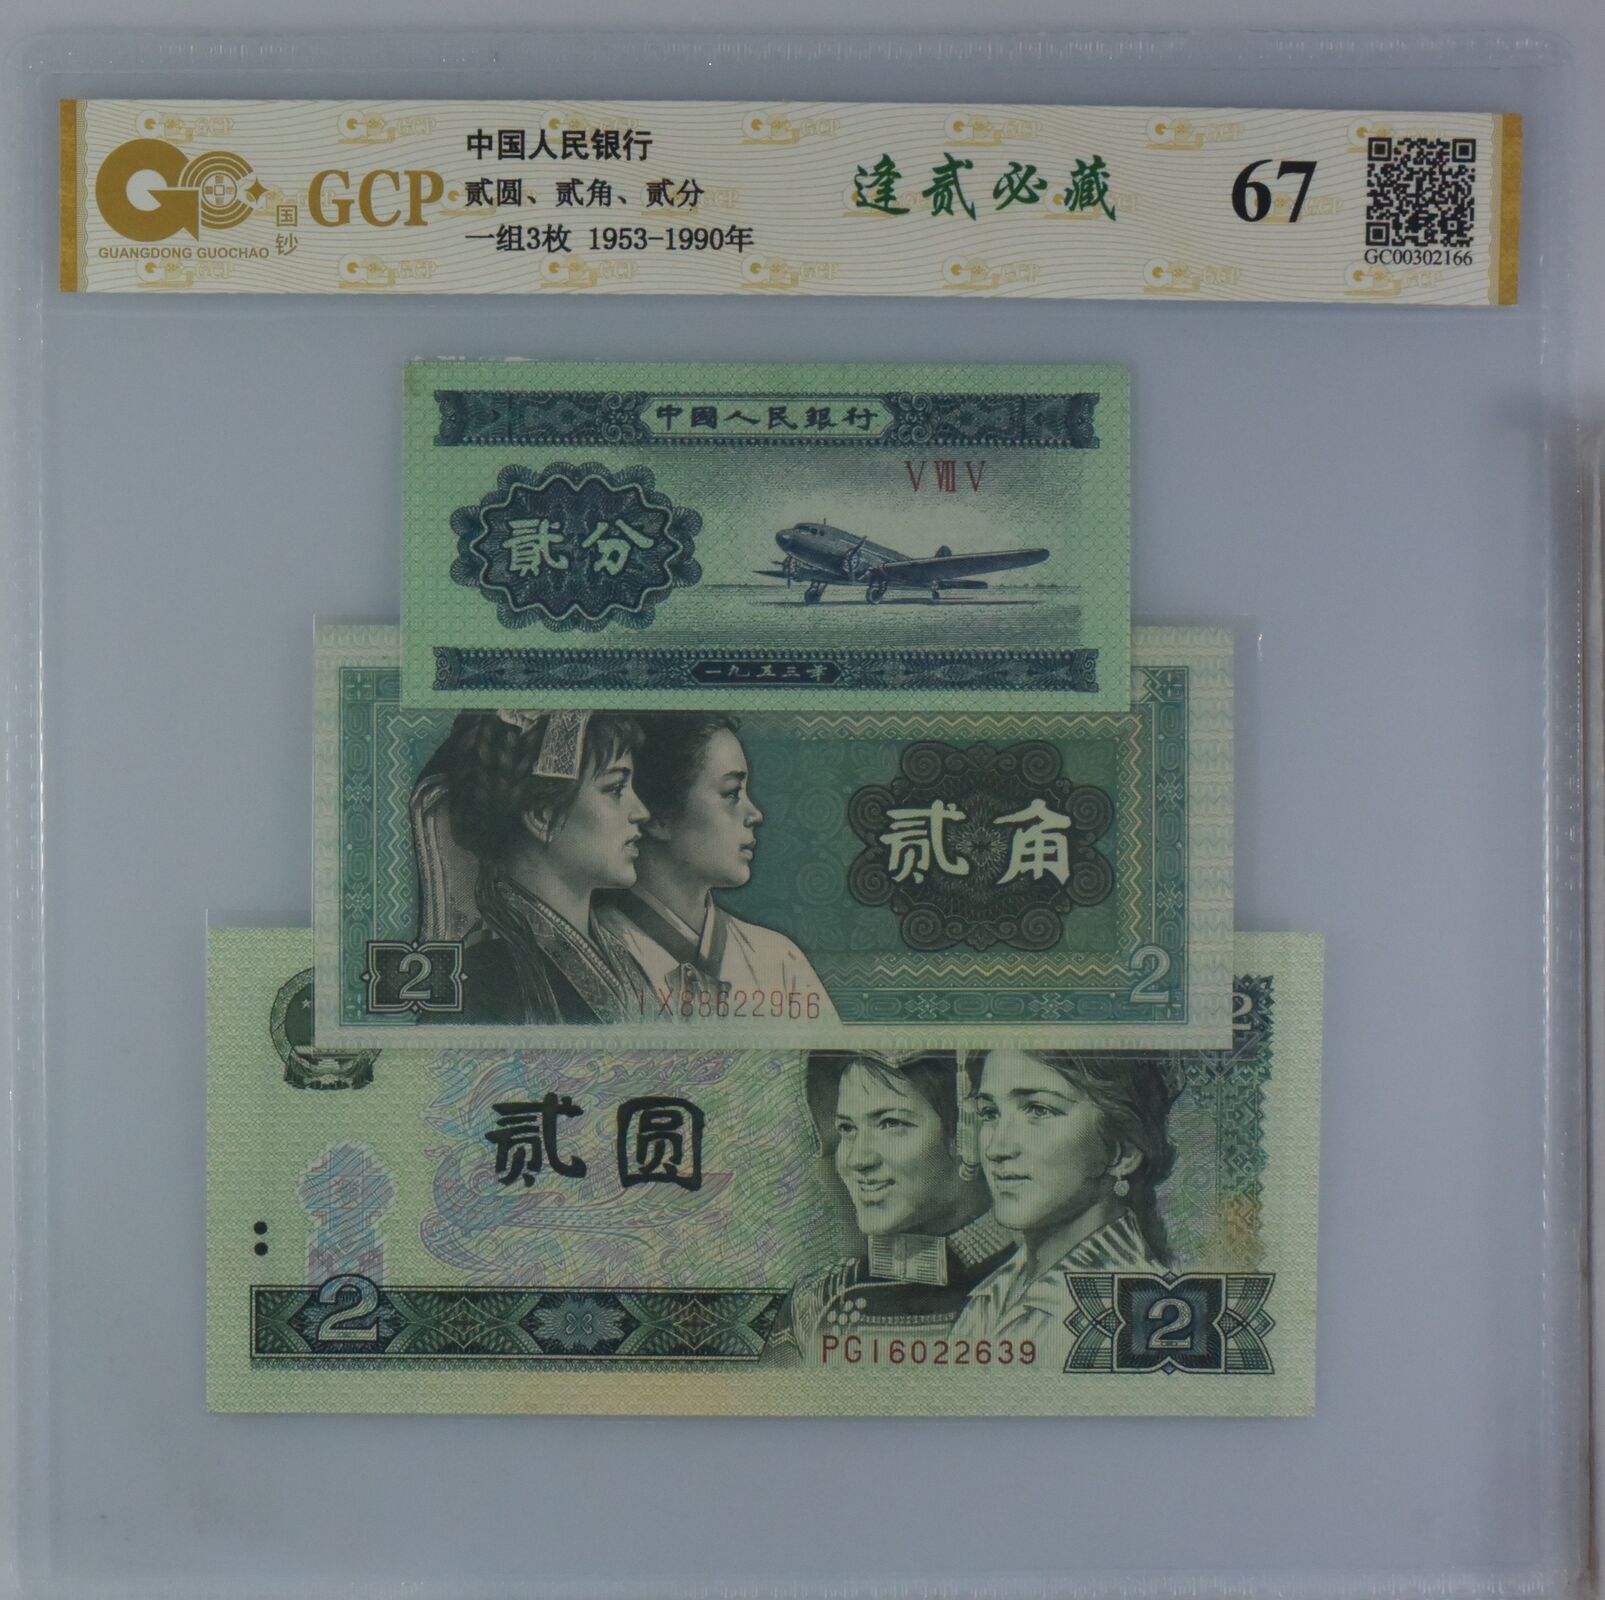 国钞
GUANGDONG GUOCHAO
GCP
中国人民银行
贰圆、贰角、贰分
一组3枚 1953-1990年
逢贰必藏
67
GC00302166
中國人民銀行
V Ⅶ V
貳分
一九五三年
贰角
2
2
IX88622956
2
贰圆
2
PG16022639
2